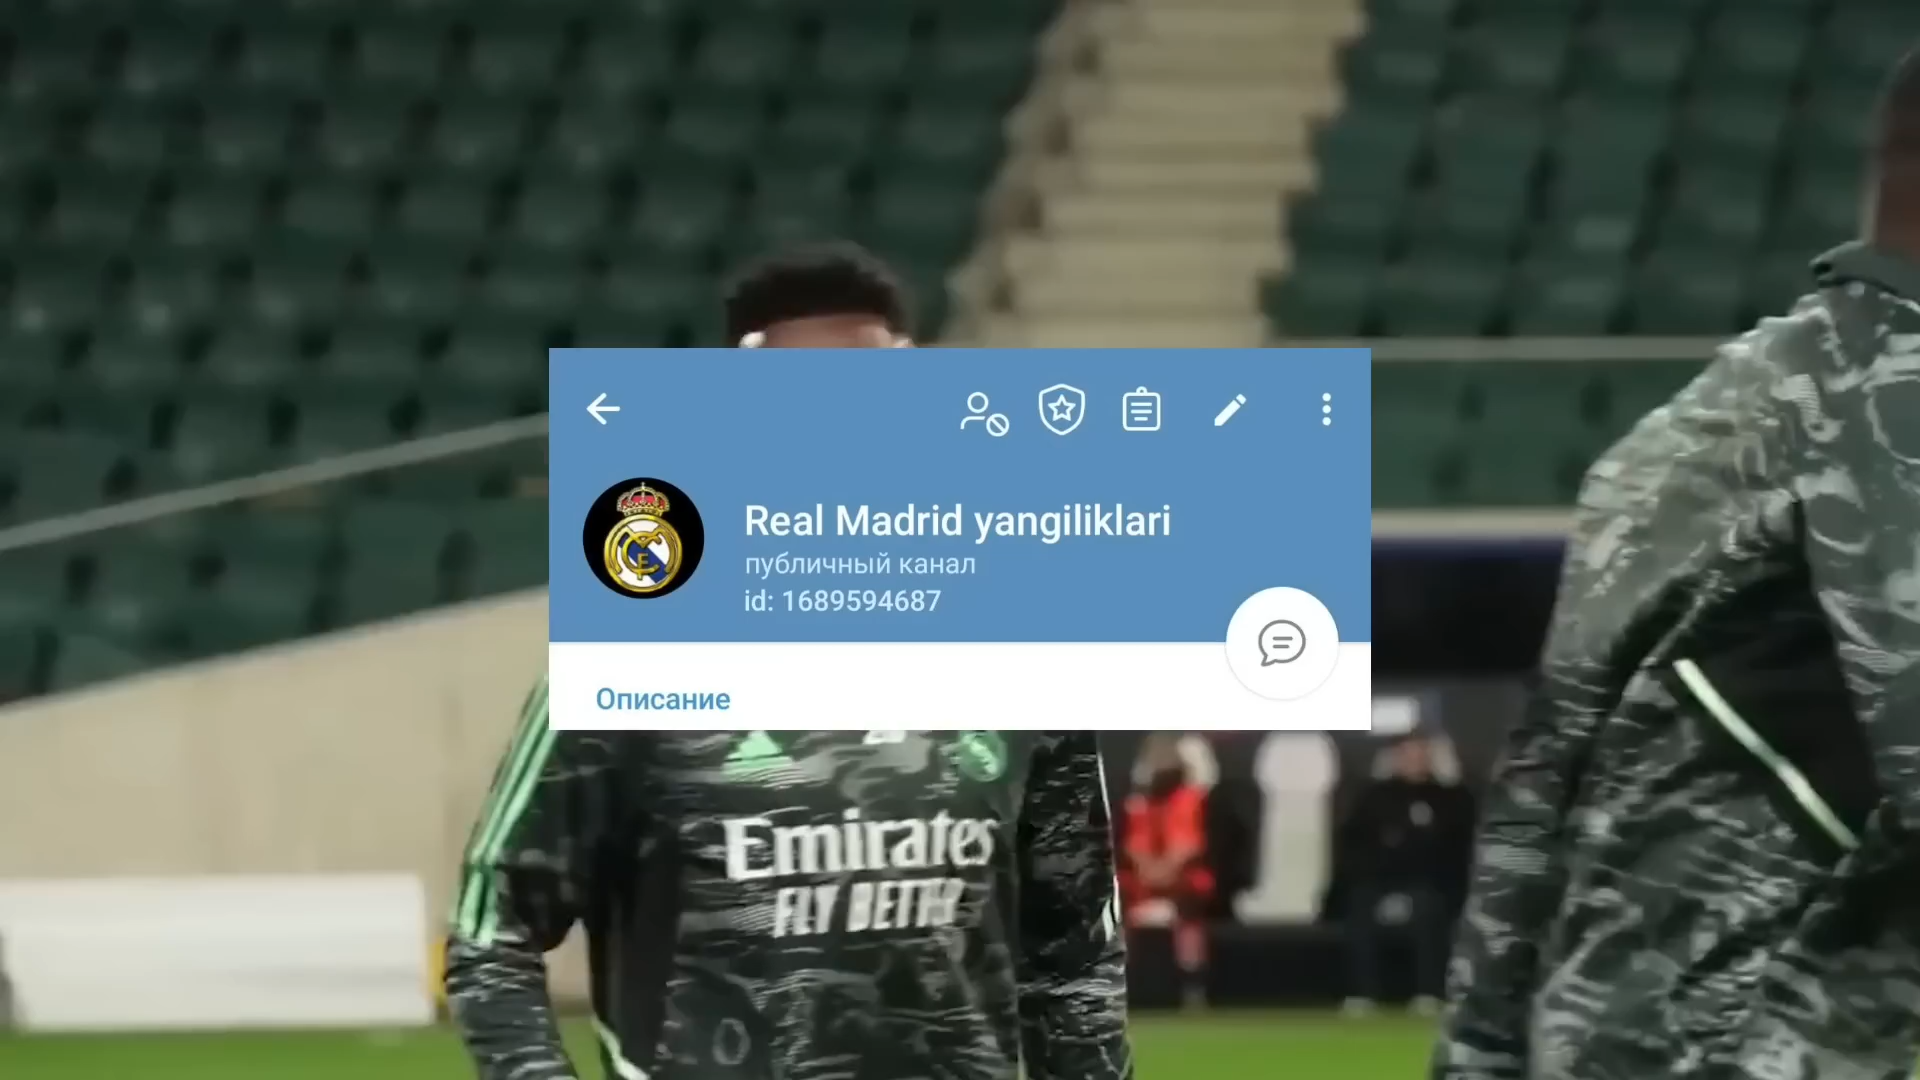 Real Madrid yangiliklari
публичный канал
id: 1689594687
Описание
Emirates
FLY BETTER